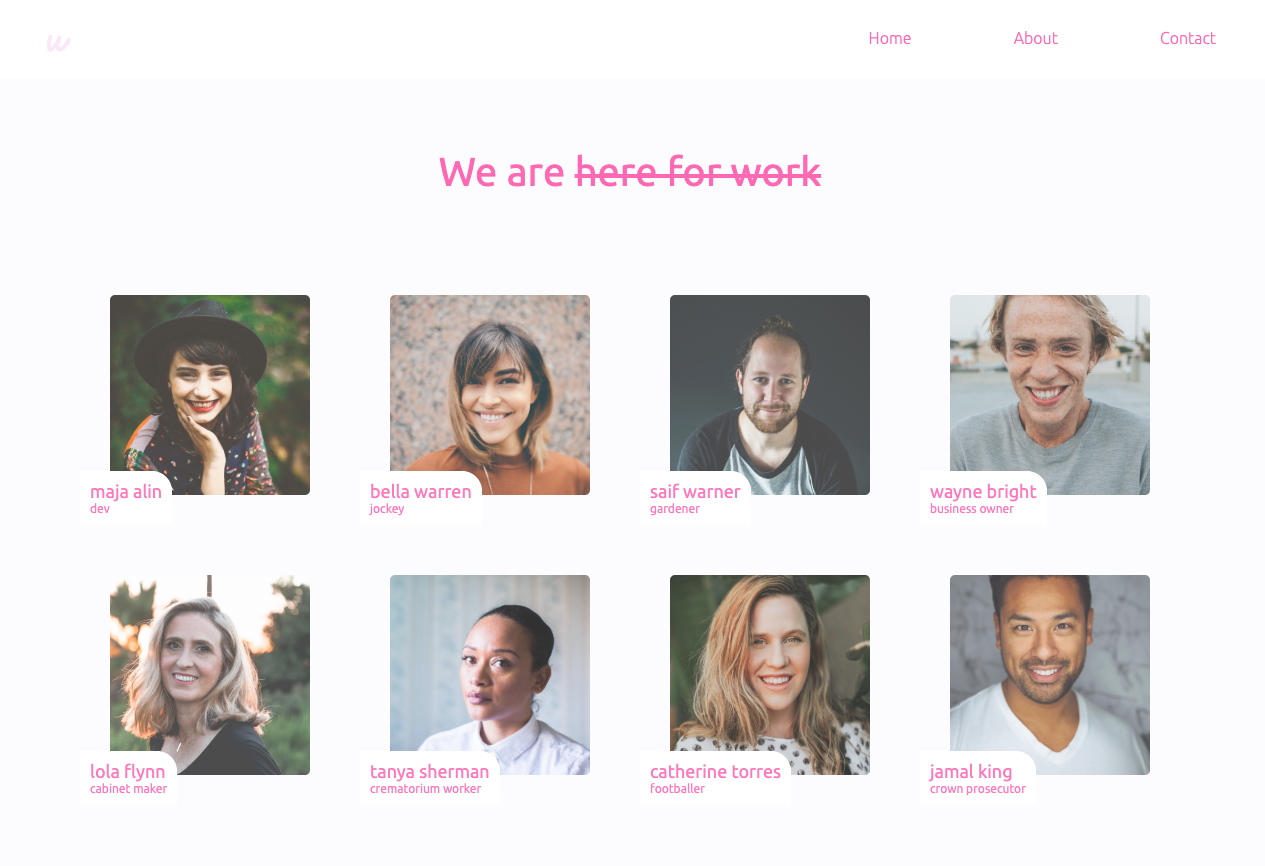 w
Home About Contact
We are here for work
maja alin
dev
bella warren
jockey
saif warner
gardener
wayne bright
business owner
lola flynn
cabinet maker
tanya sherman
crematorium worker
catherine torres
footballer
jamal king
crown prosecutor